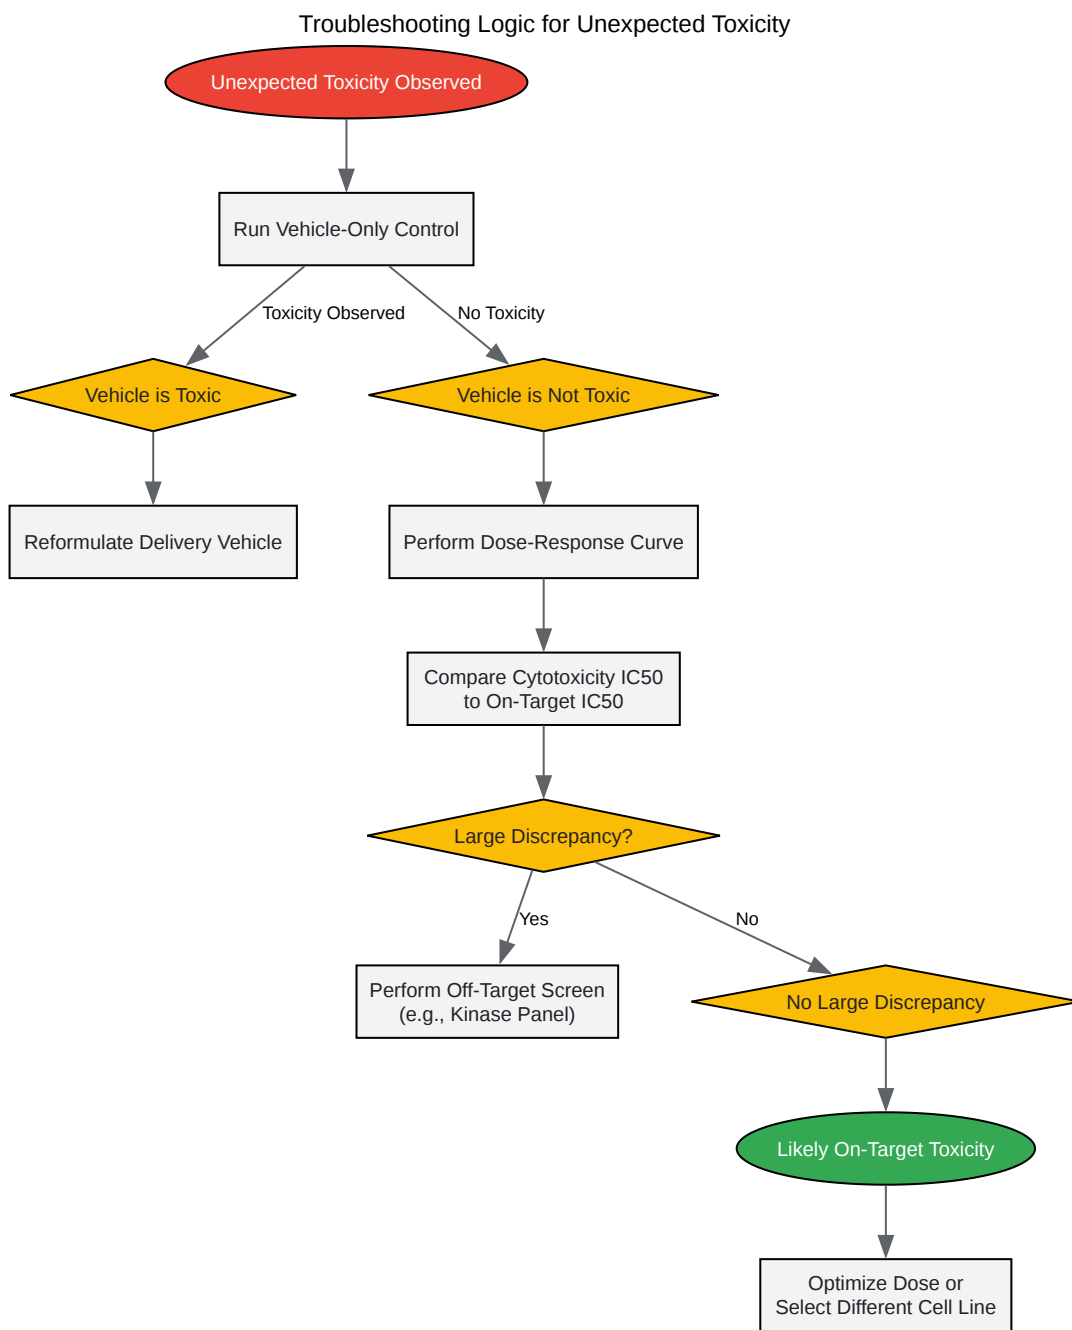 Troubleshooting Logic for Unexpected Toxicity
Unexpected Toxicity Observed
Run Vehicle-Only Control
Toxicity Observed
No Toxicity
Vehicle is Toxic
Vehicle is Not Toxic
Reformulate Delivery Vehicle
Perform Dose-Response Curve
Compare Cytotoxicity IC50
to On-Target IC50
Large Discrepancy?
Yes
No
Perform Off-Target Screen
(e.g., Kinase Panel)
No Large Discrepancy
Likely On-Target Toxicity
Optimize Dose or
Select Different Cell Line